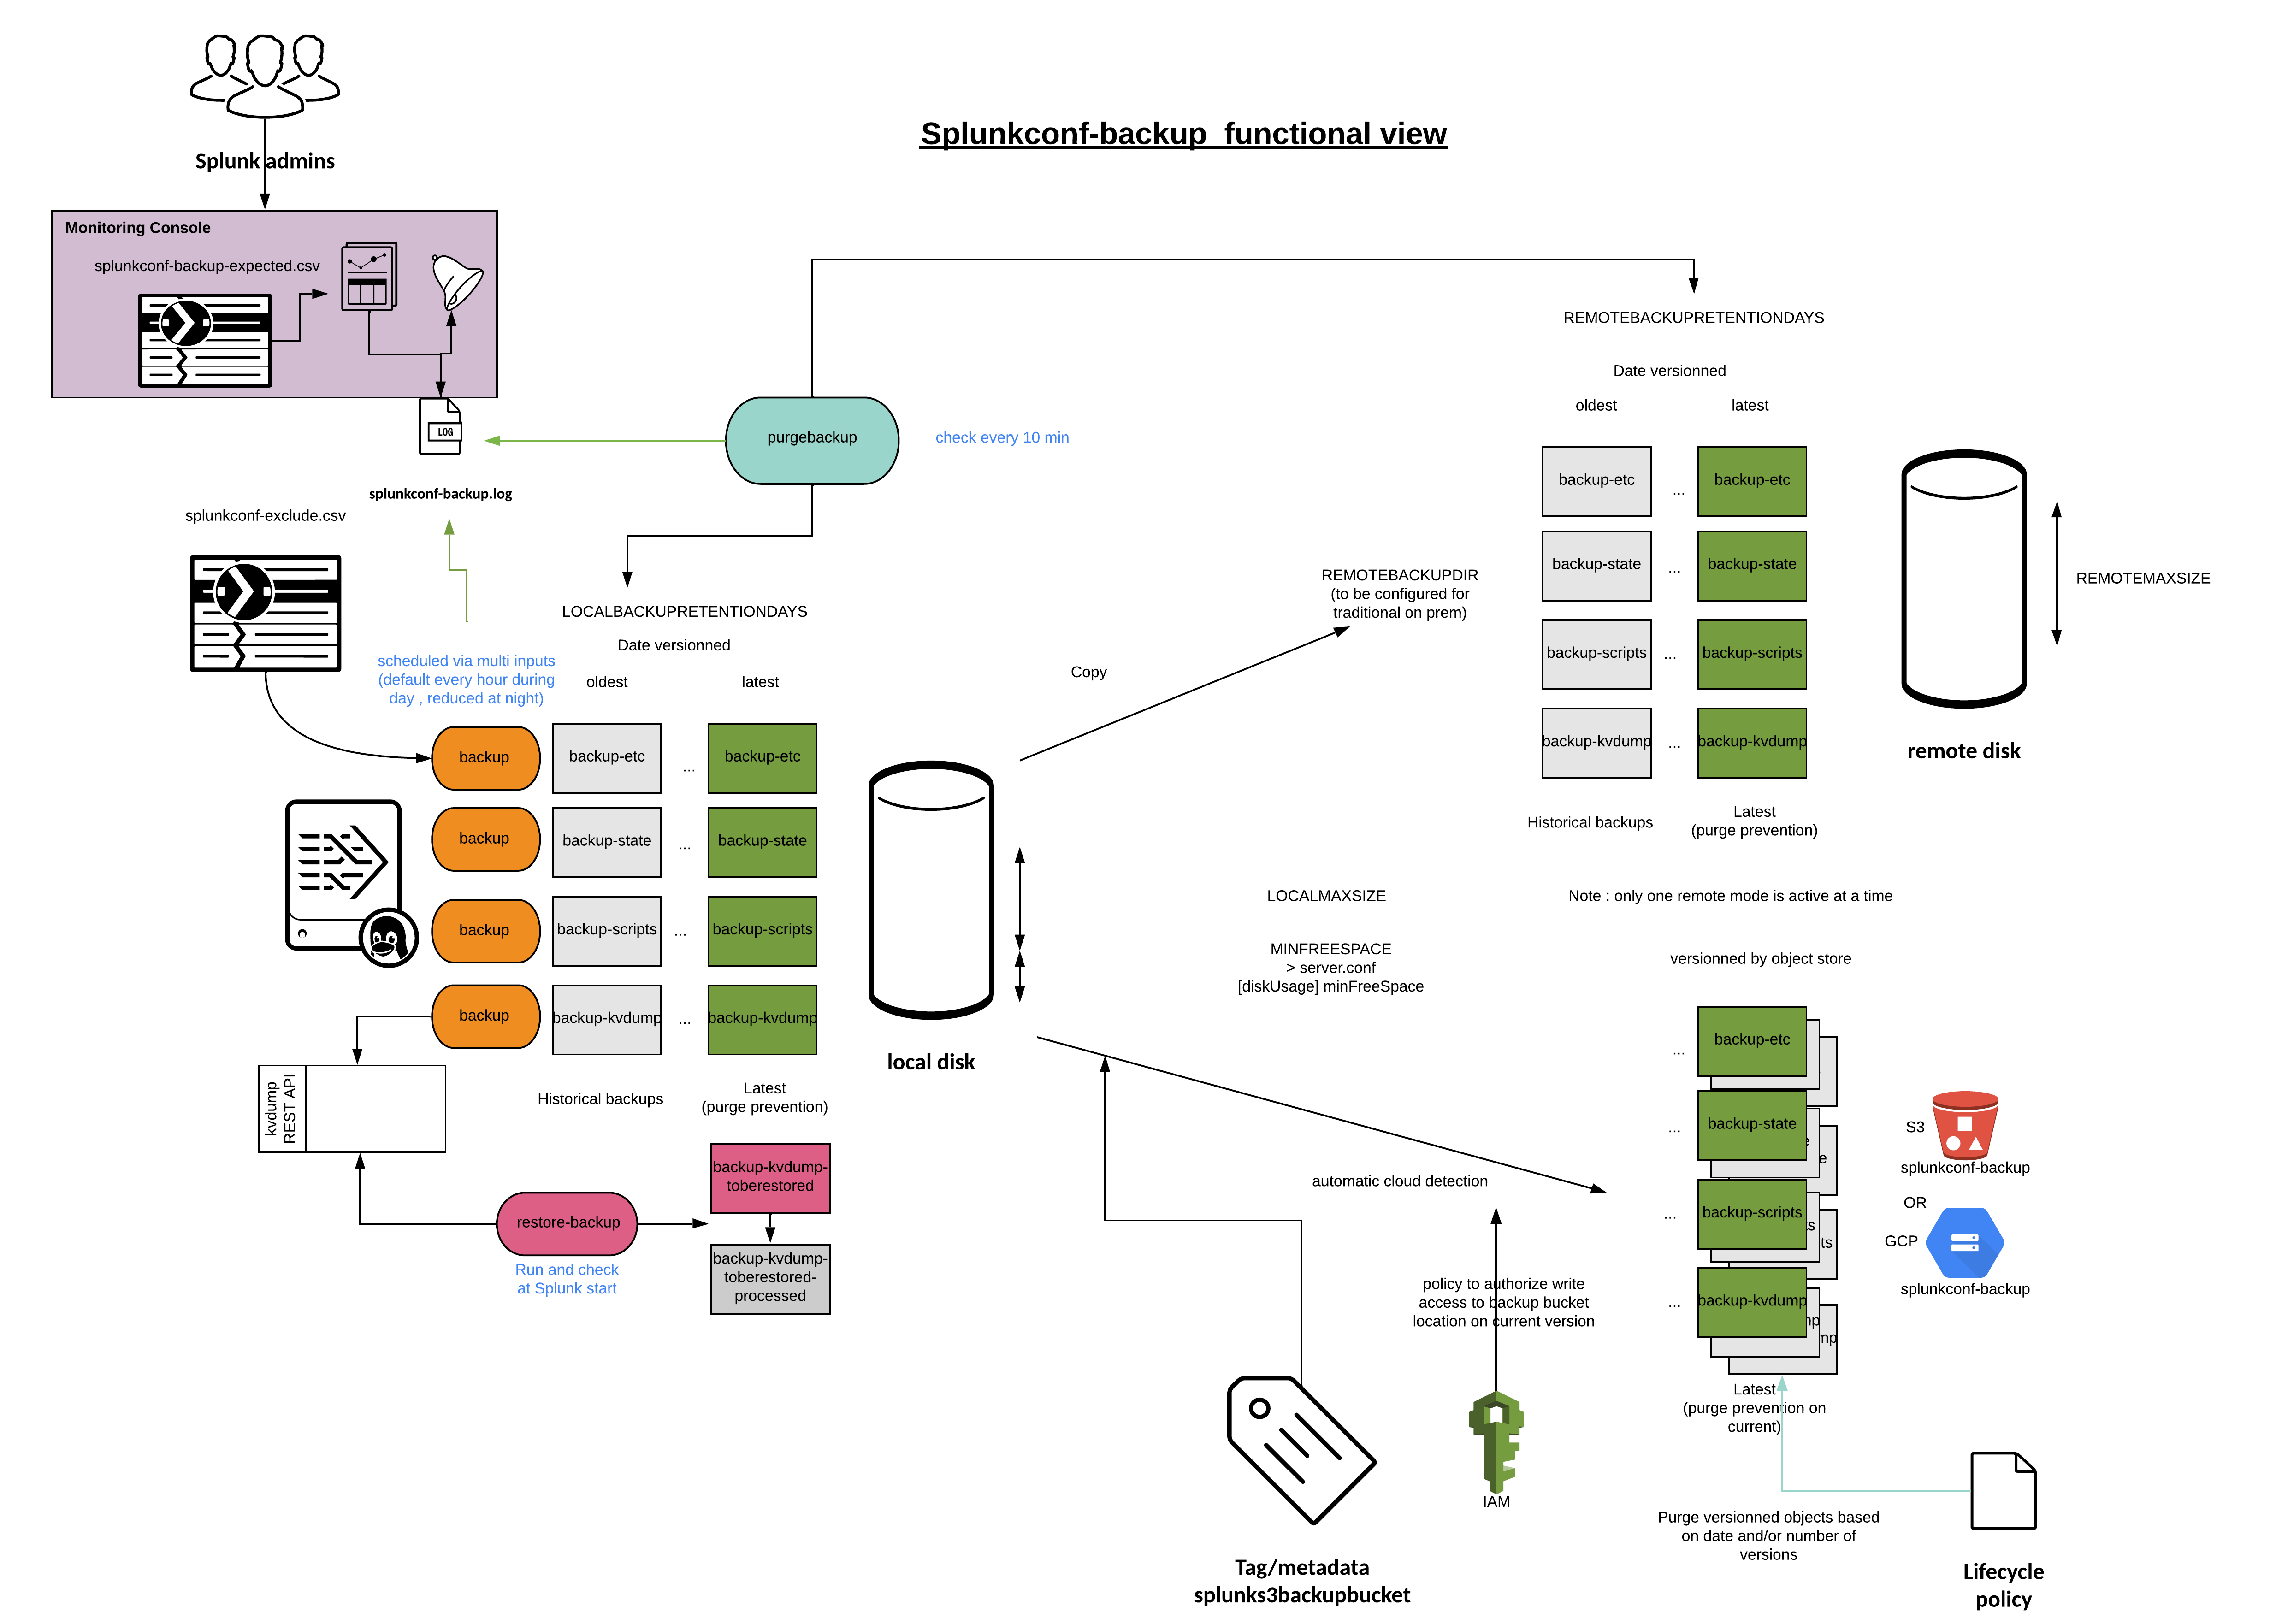 Splunkconf-backup  functional view
Splunk admins
Monitoring Console
splunkconf-backup-expected.csv
.LOG
splunkconf-backup.log
purgebackup
check every 10 min
splunkconf-exclude.csv
scheduled via multi inputs
(default every hour during
day , reduced at night)
LOCALBACKUPRETENTIONDAYS
Date versionned
oldest
latest
backup
backup-etc
...
backup-etc
backup
backup-state
...
backup-state
backup
backup-scripts
...
backup-scripts
backup
backup-kvdump
...
backup-kvdump
Historical backups
Latest
(purge prevention)
local disk
kvdump
REST API
restore-backup
Run and check
at Splunk start
backup-kvdump-
toberestored
backup-kvdump-
toberestored-
processed
Copy
REMOTEBACKUPDIR
(to be configured for
traditional on prem)
LOCALMAXSIZE
MINFREESPACE
> server.conf
[diskUsage] minFreeSpace
REMOTEBACKUPRETENTIONDAYS
Date versionned
oldest
latest
backup-etc
...
backup-etc
backup-state
...
backup-state
backup-scripts
...
backup-scripts
backup-kvdump
...
backup-kvdump
Historical backups
Latest
(purge prevention)
remote disk
REMOTEMAXSIZE
Note : only one remote mode is active at a time
versionned by object store
...
backup-etc
...
backup-state
e
e
...
backup-scripts
s
ts
...
backup-kvdump
mp
mp
Latest
(purge prevention on
current)
S3
splunkconf-backup
OR
GCP
splunkconf-backup
automatic cloud detection
policy to authorize write
access to backup bucket
location on current version
IAM
Tag/metadata
splunks3backupbucket
Purge versionned objects based
on date and/or number of
versions
Lifecycle
policy